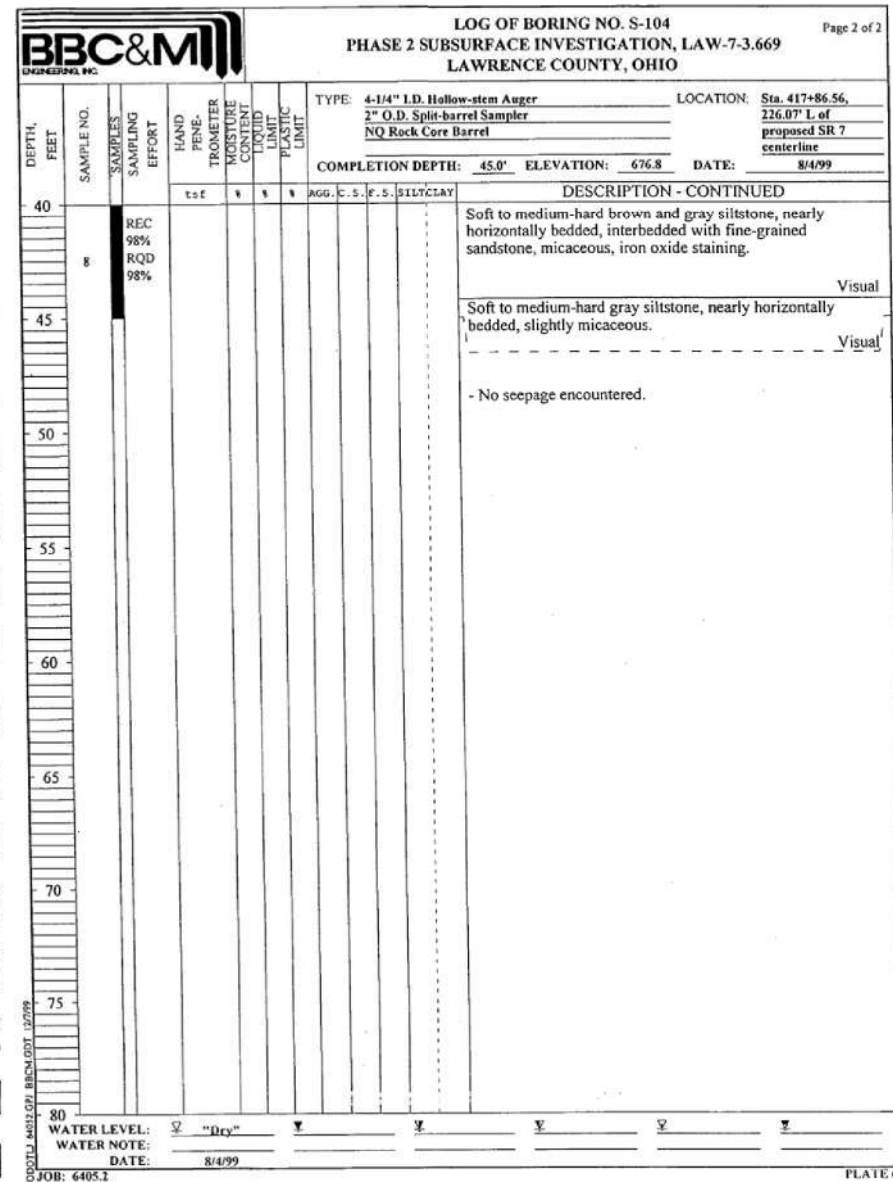 BBC&M
ENGINEERING, INC.
LOG OF BORING NO. S-104
PHASE 2 SUBSURFACE INVESTIGATION, LAW-7-3.669
LAWRENCE COUNTY, OHIO
Page 2 of 2
DEPTH, FEET
SAMPLE NO.
SAMPLES
SAMPLING EFFORT
HAND PENE-TROMETER
MOISTURE CONTENT
LIQUID LIMIT
PLASTIC LIMIT
TYPE: 4-1/4" I.D. Hollow-stem Auger
2" O.D. Split-barrel Sampler
NQ Rock Core Barrel
LOCATION: Sta. 417+86.56,
226.07' L of
proposed SR 7
centerline
COMPLETION DEPTH: 45.0' ELEVATION: 676.8 DATE: 8/4/99
tsf % % % AGG. C.S. F.S. SILT CLAY DESCRIPTION - CONTINUED
40
8
REC
98%
RQD
98%
Soft to medium-hard brown and gray siltstone, nearly
horizontally bedded, interbedded with fine-grained
sandstone, micaceous, iron oxide staining.
Visual
45
Soft to medium-hard gray siltstone, nearly horizontally
bedded, slightly micaceous.
Visual
- No seepage encountered.
50
55
60
65
70
75
80
WATER LEVEL: "Dry"
WATER NOTE:
DATE: 8/4/99
JOB: 6405.2
PLATE
BBCM.GDT 12/7/99